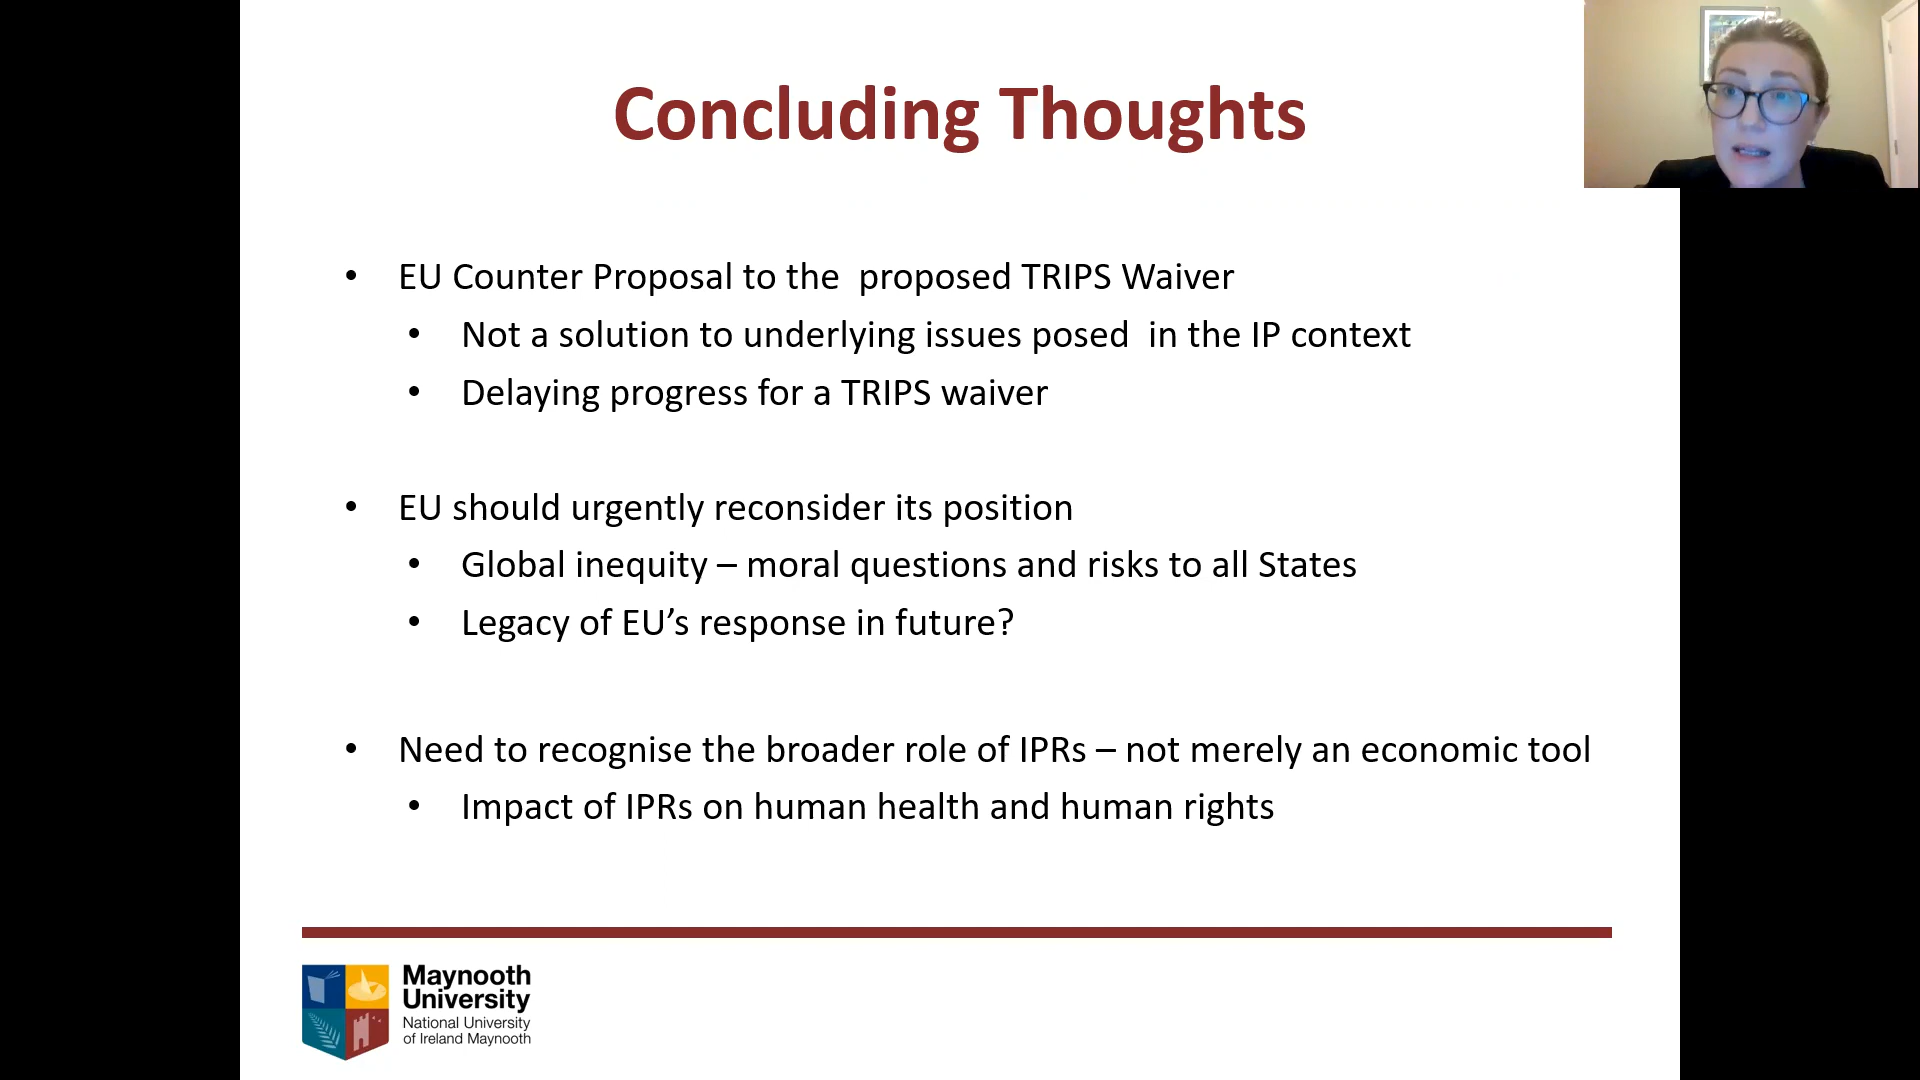 Concluding Thoughts
• EU Counter Proposal to the  proposed TRIPS Waiver
• Not a solution to underlying issues posed  in the IP context
• Delaying progress for a TRIPS waiver
• EU should urgently reconsider its position
• Global inequity – moral questions and risks to all States
• Legacy of EU’s response in future?
• Need to recognise the broader role of IPRs – not merely an economic tool
• Impact of IPRs on human health and human rights
Maynooth
University
National University
of Ireland Maynooth